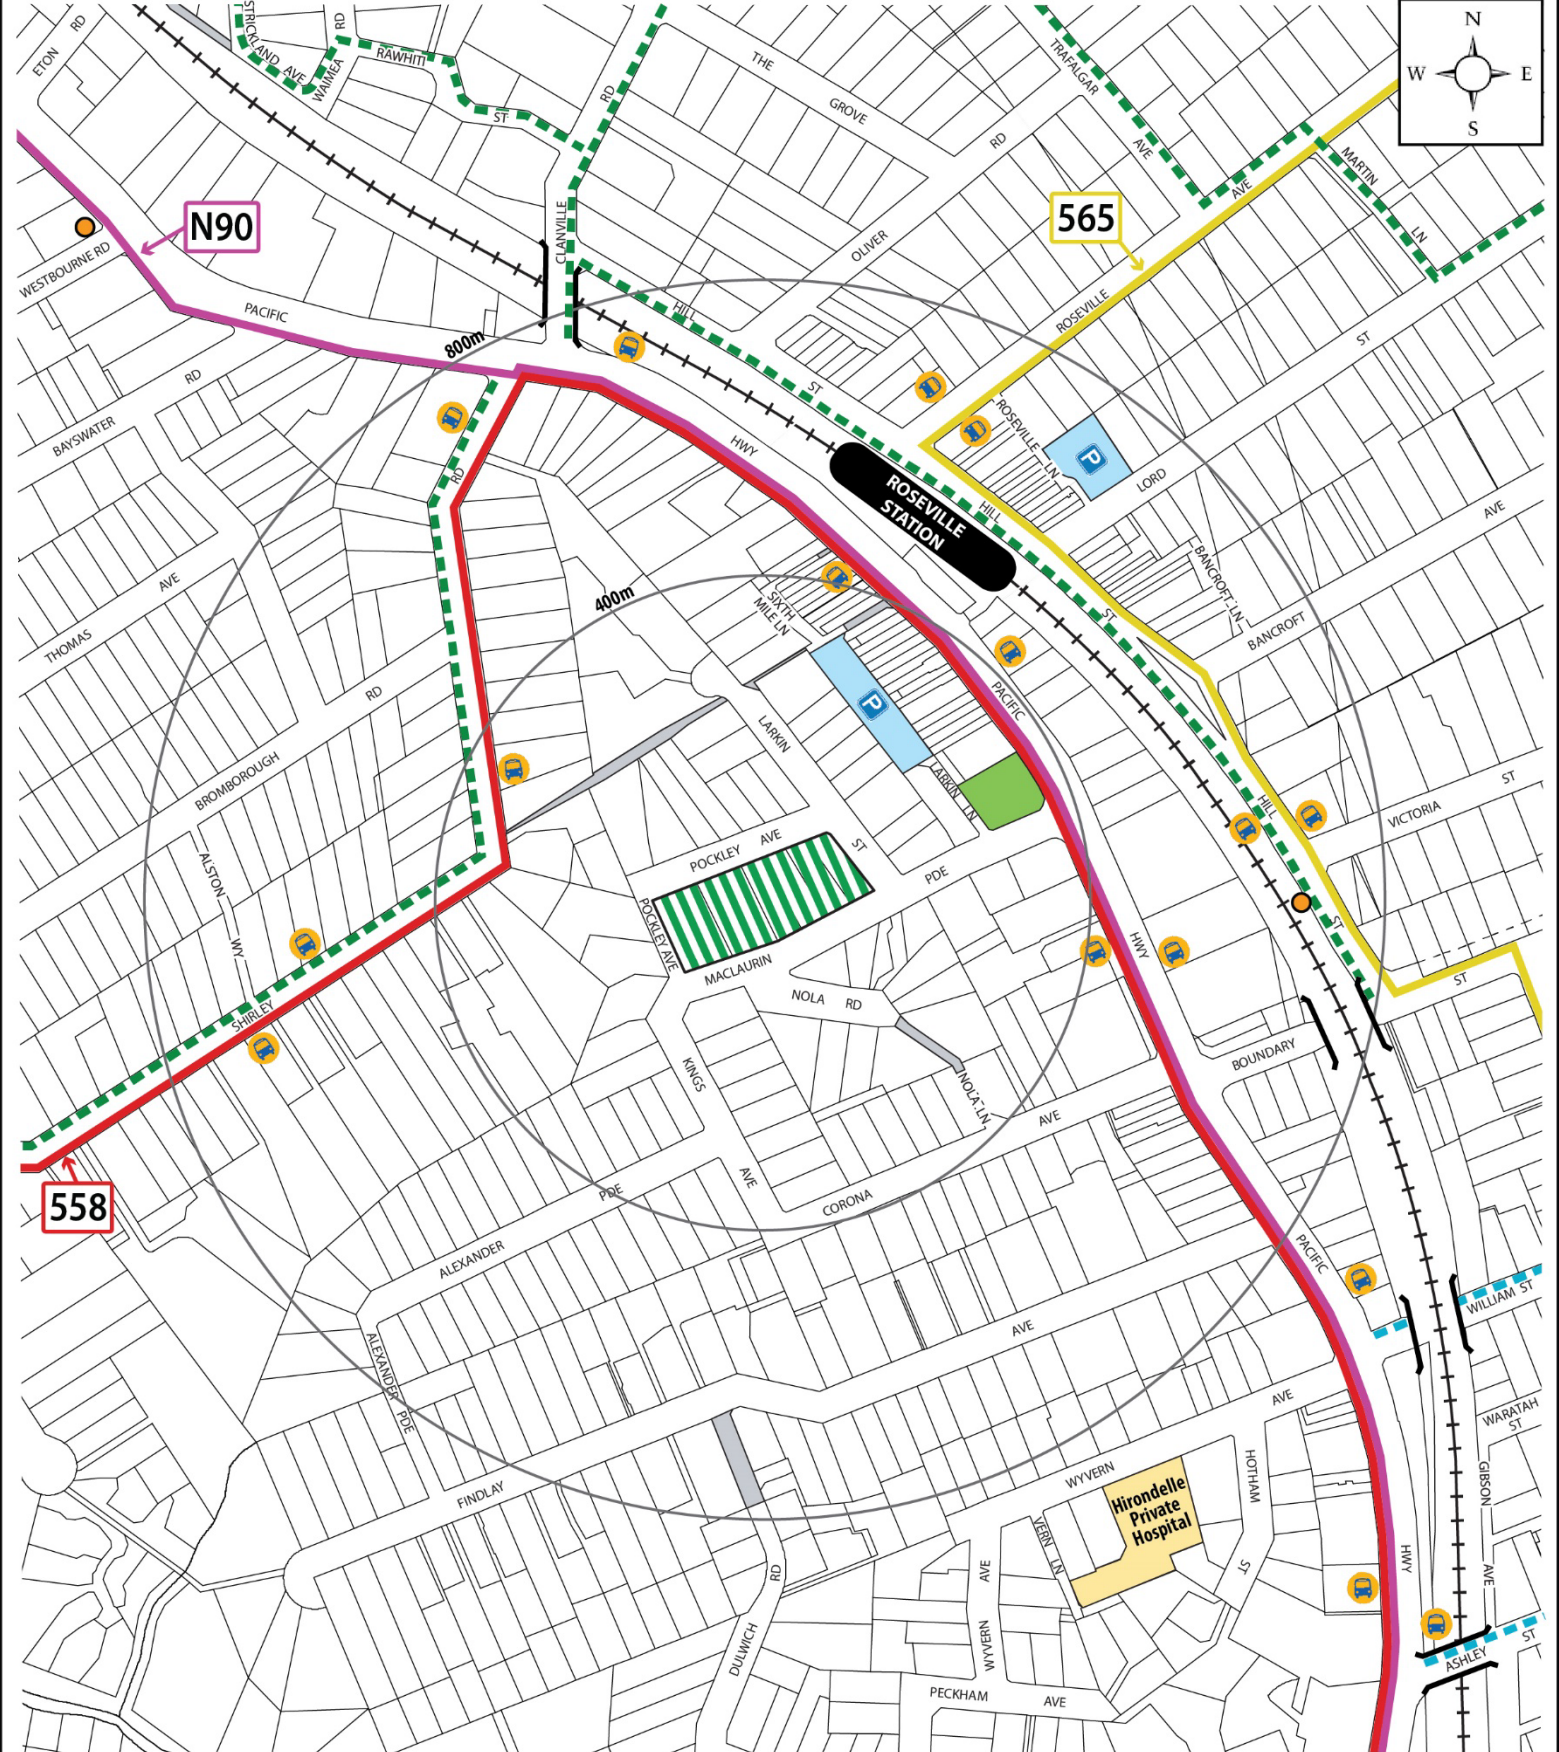 N
W
E
S
ETON
RD
STRICKLAND
AVE
WAIMEA
RD
RAWHITI
ST
RD
CLANVILLE
THE
GROVE
RD
OLIVER
TRAFALGAR
AVE
AVE
MARTIN
LN
565
N90
WESTBOURNE RD
PACIFIC
800m
HILL
ST
ROSEVILLE
ST
RD
BAYSWATER
RD
HWY
ROSEVILLE
LN
P
LORD
ROSEVILLE
STATION
HILL
AVE
BANCROFT
LN
BANCROFT
ST
THOMAS
AVE
400m
SIXTH
MILE LN
RD
BROMBOROUGH
PACIFIC
LARKIN
P
LARKIN
LN
HILL
VICTORIA
ST
ST
POCKLEY
AVE
ST
PDE
ALSTON
WY
POCKLEY AVE
MACLAURIN
HWY
ST
NOLA
RD
SHIRLEY
BOUNDARY
KINGS
NOLA
LN
AVE
558
PDE
AVE
CORONA
ALEXANDER
PACIFIC
WILLIAM ST
AVE
ALEXANDER
PDE
AVE
WARATAH
ST
FINDLAY
WYVERN
HOTHAM
GIBSON
Hirondelle
Private
Hospital
VERN
LN
RD
AVE
ST
HWY
AVE
DULWICH
WYVERN
ST
ASHLEY
PECKHAM
AVE